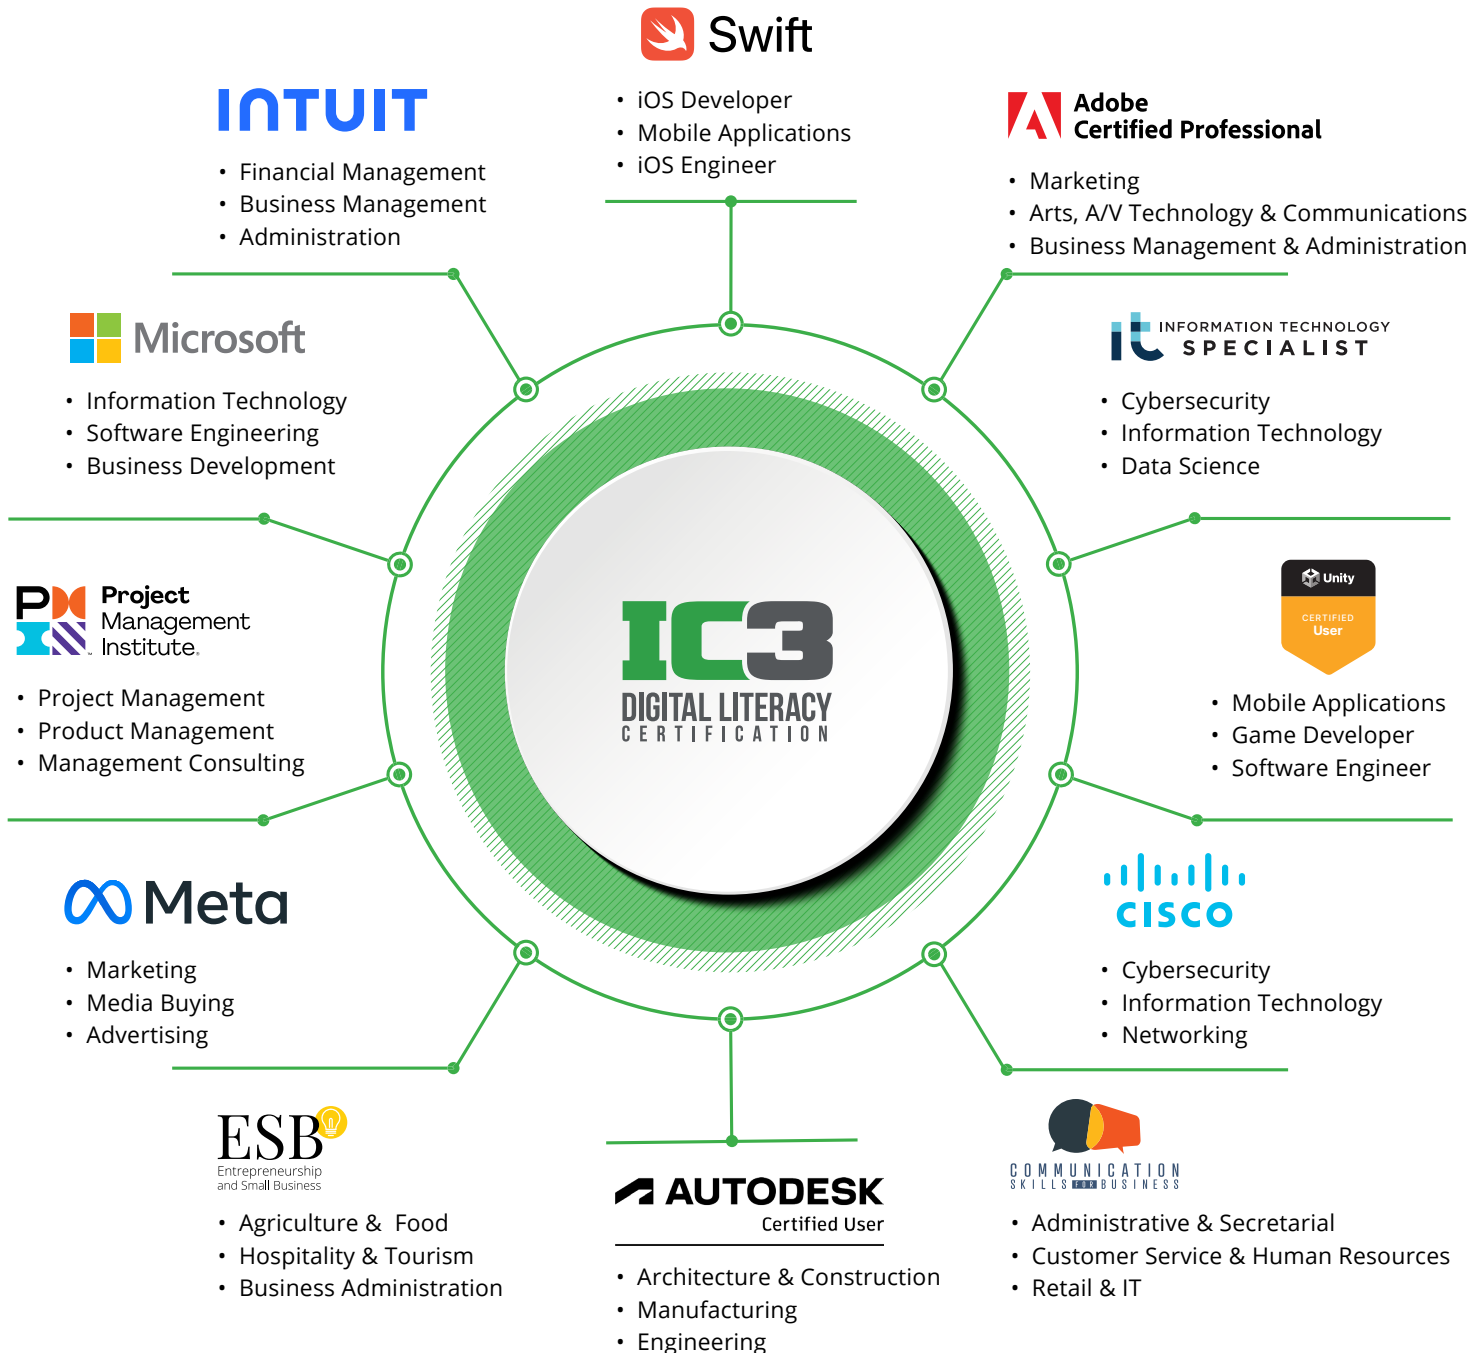 Swift
• iOS Developer
• Mobile Applications
• iOS Engineer
INTUIT
• Financial Management
• Business Management
• Administration
Adobe
Certified Professional
• Marketing
• Arts, A/V Technology & Communications
• Business Management & Administration
Microsoft
• Information Technology
• Software Engineering
• Business Development
it INFORMATION TECHNOLOGY
SPECIALIST
• Cybersecurity
• Information Technology
• Data Science
Project
Management
Institute.
• Project Management
• Product Management
• Management Consulting
IC3
DIGITAL LITERACY
CERTIFICATION
Unity
CERTIFIED
User
• Mobile Applications
• Game Developer
• Software Engineer
Meta
• Marketing
• Media Buying
• Advertising
CISCO
• Cybersecurity
• Information Technology
• Networking
ESB
Entrepreneurship
and Small Business
• Agriculture & Food
• Hospitality & Tourism
• Business Administration
AUTODESK
Certified User
• Architecture & Construction
• Manufacturing
• Engineering
COMMUNICATION
SKILLS FOR BUSINESS
• Administrative & Secretarial
• Customer Service & Human Resources
• Retail & IT